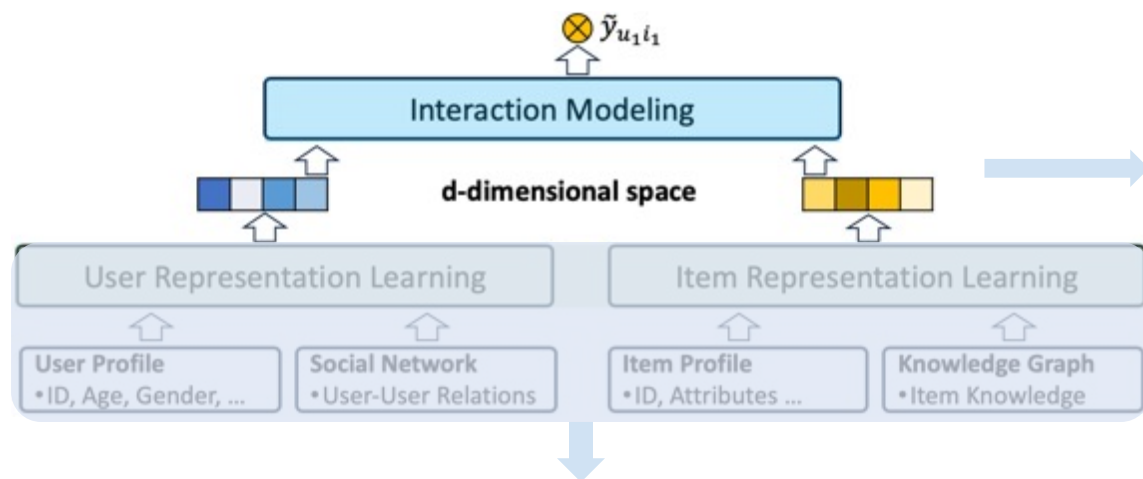 ỹu₁i₁
Interaction Modeling
d-dimensional space
User Representation Learning
Item Representation Learning
User Profile
•ID, Age, Gender, ...
Social Network
•User-User Relations
Item Profile
•ID, Attributes ...
Knowledge Graph
•Item Knowledge